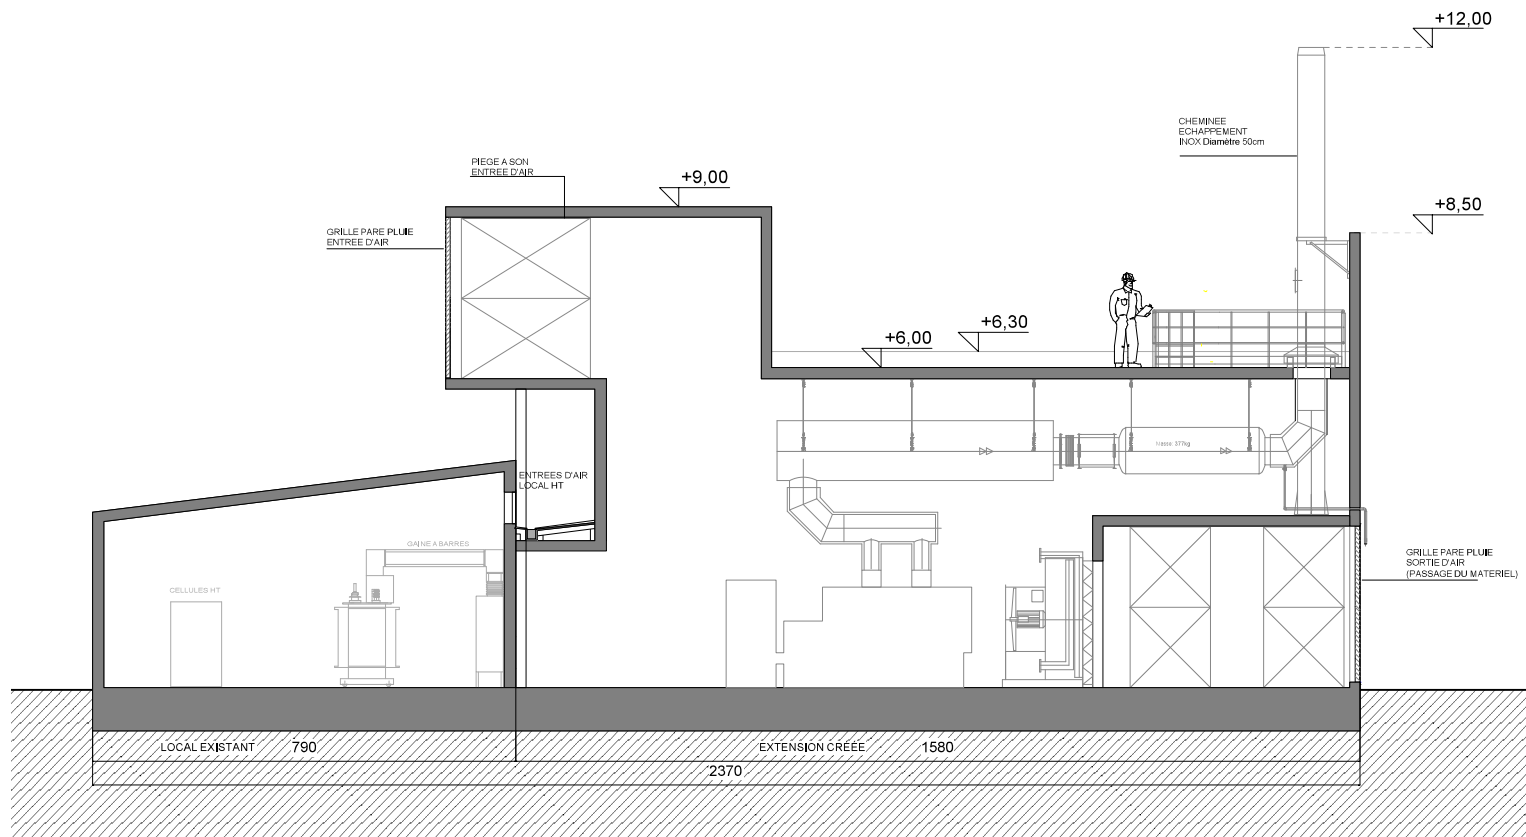 +12,00
CHEMINEE
ECHAPPEMENT
INOX Diamètre 50cm
PIEGE A SON
ENTREE D'AIR
+9,00
+8,50
GRILLE PARE PLUIE
ENTREE D'AIR
+6,30
+6,00
Masse: 377kg
ENTREES D'AIR
LOCAL HT
GAINE A BARRES
GRILLE PARE PLUIE
SORTIE D'AIR
(PASSAGE DU MATERIEL)
CELLULES HT
LOCAL EXISTANT 790
EXTENSION CRÉÉE 1580
2370